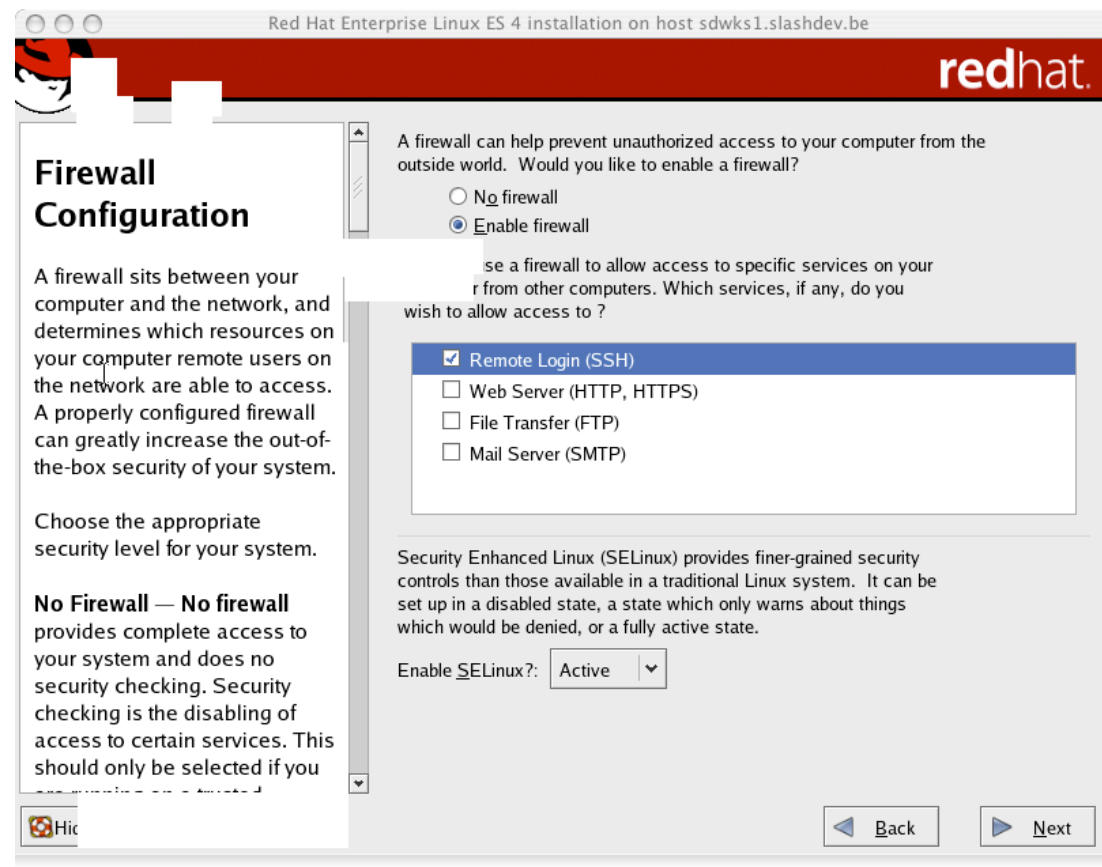 Red Hat Enterprise Linux ES 4 installation on host sdwks1.slashdev.be
redhat.
Firewall
Configuration
A firewall sits between your
computer and the network, and
determines which resources on
your computer remote users on
the network are able to access.
A properly configured firewall
can greatly increase the out-of-
the-box security of your system.
Choose the appropriate
security level for your system.
No Firewall — No firewall
provides complete access to
your system and does no
security checking. Security
checking is the disabling of
access to certain services. This
should only be selected if you
A firewall can help prevent unauthorized access to your computer from the
outside world. Would you like to enable a firewall?
No firewall
Enable firewall
se a firewall to allow access to specific services on your
r from other computers. Which services, if any, do you
wish to allow access to ?
Remote Login (SSH)
Web Server (HTTP, HTTPS)
File Transfer (FTP)
Mail Server (SMTP)
Security Enhanced Linux (SELinux) provides finer-grained security
controls than those available in a traditional Linux system. It can be
set up in a disabled state, a state which only warns about things
which would be denied, or a fully active state.
Enable SELinux?: Active
Back
Next